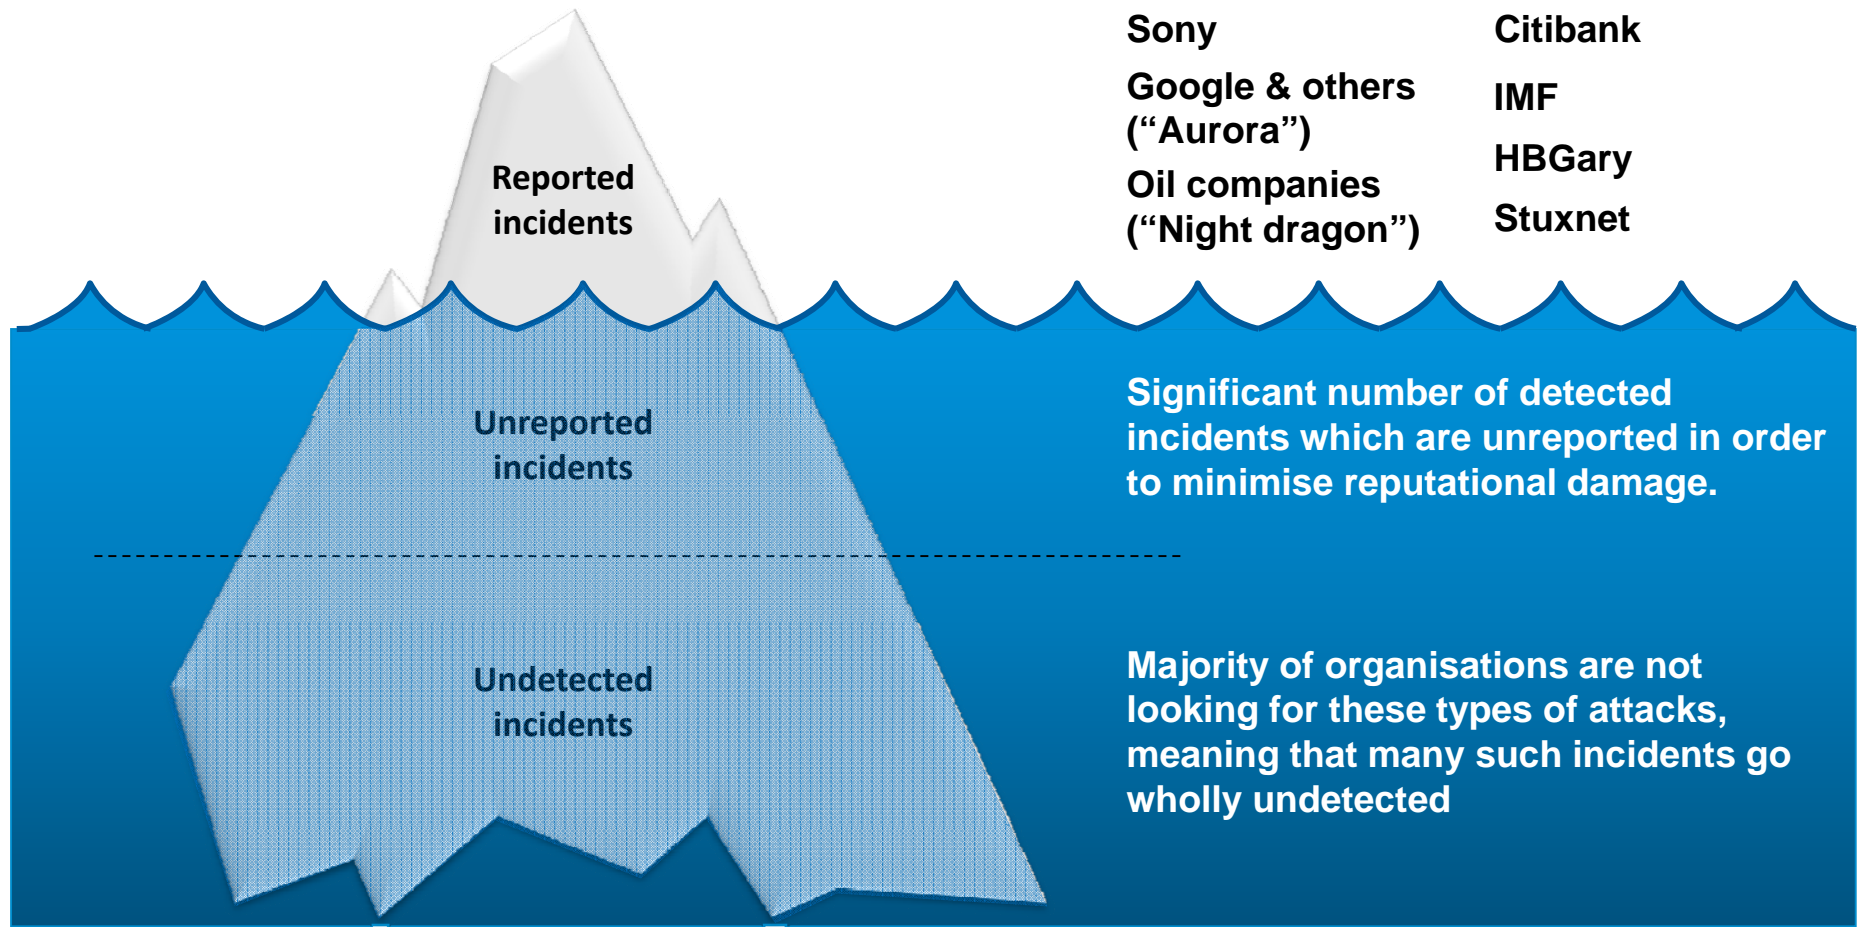 Sony
Google & others
(“Aurora”)
Oil companies
(“Night dragon”)
Citibank
IMF
HBGary
Stuxnet
Reported
incidents
Unreported
incidents
Significant number of detected
incidents which are unreported in order
to minimise reputational damage.
Undetected
incidents
Majority of organisations are not
looking for these types of attacks,
meaning that many such incidents go
wholly undetected